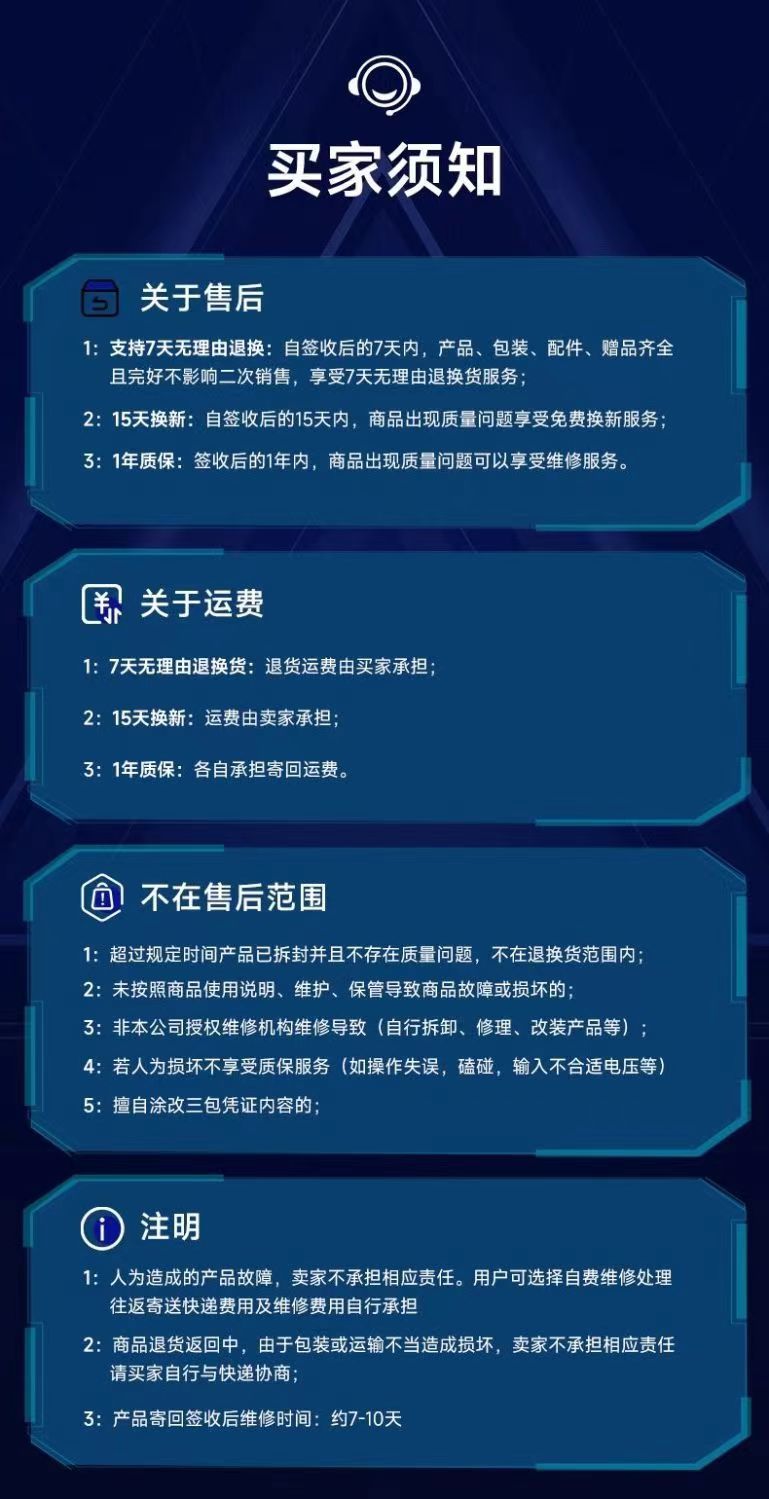 买家须知
关于售后
1：支持7天无理由退换：自签收后的7天内，产品、包装、配件、赠品齐全
且完好不影响二次销售，享受7天无理由退换货服务；
2：15天换新：自签收后的15天内，商品出现质量问题享受免费换新服务；
3：1年质保：签收后的1年内，商品出现质量问题可以享受维修服务。
关于运费
1：7天无理由退换货：退货运费由买家承担；
2：15天换新：运费由卖家承担；
3：1年质保：各自承担寄回运费。
不在售后范围
1：超过规定时间产品已拆封并且不存在质量问题，不在退换货范围内；
2：未按照商品使用说明、维护、保管导致商品故障或损坏的；
3：非本公司授权维修机构维修导致（自行拆卸、修理、改装产品等）；
4：若人为损坏不享受质保服务（如操作失误，磕碰，输入不合适电压等）
5：擅自涂改三包凭证内容的；
注明
1：人为造成的产品故障，卖家不承担相应责任。用户可选择自费维修处理
往返寄送快递费用及维修费用自行承担
2：商品退货返回中，由于包装或运输不当造成损坏，卖家不承担相应责任
请买家自行与快递协商；
3：产品寄回签收后维修时间：约7-10天